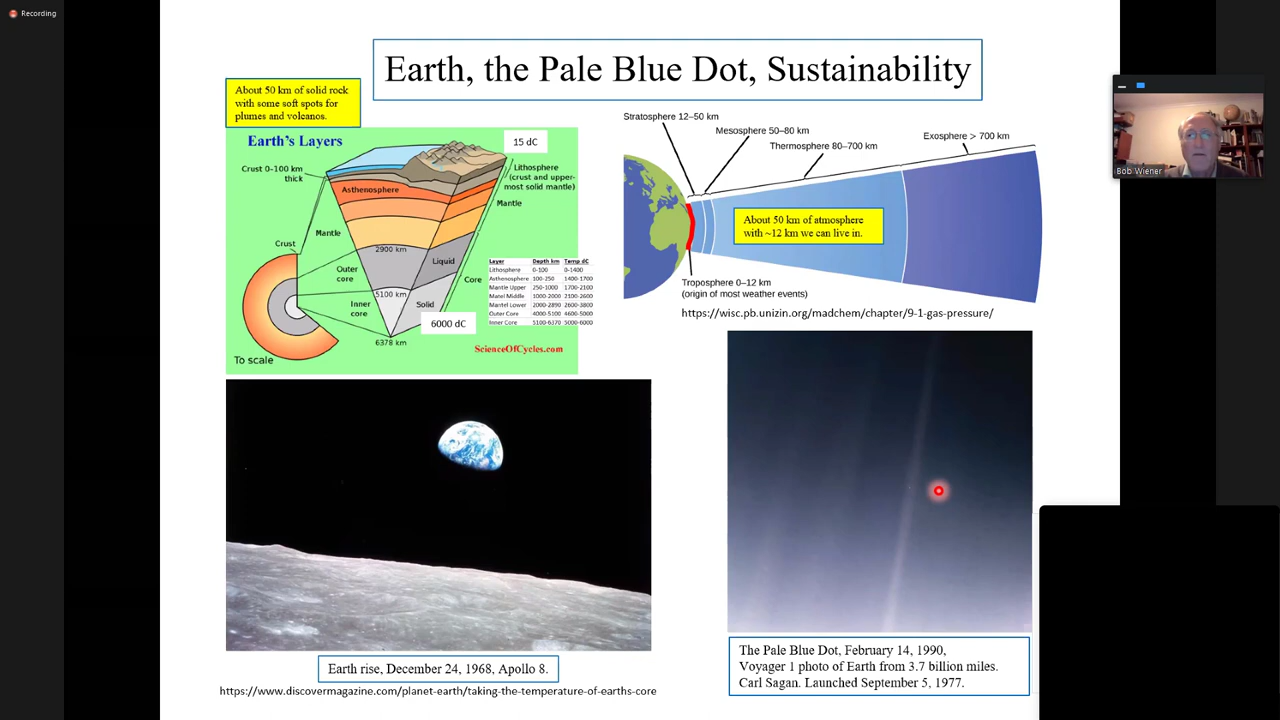 Recording
Earth, the Pale Blue Dot, Sustainability
About 50 km of solid rock
with some soft spots for
plumes and volcanos.
Earth's Layers
15 dC
Crust 0-100 km
thick
Asthenosphere
Lithosphere
(crust and upper-
most solid mantle)
Mantle
Mantle
Crust
2900 km
Liquid
Outer
core
Core
5100 km
Inner
core
Solid
6000 dC
6378 km
To scale
ScienceOfCycles.com
Layer Depth km Temp dC
Lithosphere 0-100 0-1400
Asthenosphere 100-250 1400-1700
Mantle Upper 250-1000 1700-2100
Matel Middle 1000-2000 2100-2600
Mantel Lower 2000-2890 2600-3800
Outer Core 4000-5100 4600-5000
Inner Core 5100-6370 5000-6000
Stratosphere 12–50 km
Mesosphere 50–80 km
Thermosphere 80–700 km
Exosphere > 700 km
About 50 km of atmosphere
with ~12 km we can live in.
Troposphere 0–12 km
(origin of most weather events)
https://wisc.pb.unizin.org/madchem/chapter/9-1-gas-pressure/
Bob Wiener
Earth rise, December 24, 1968, Apollo 8.
https://www.discovermagazine.com/planet-earth/taking-the-temperature-of-earths-core
The Pale Blue Dot, February 14, 1990,
Voyager 1 photo of Earth from 3.7 billion miles.
Carl Sagan. Launched September 5, 1977.